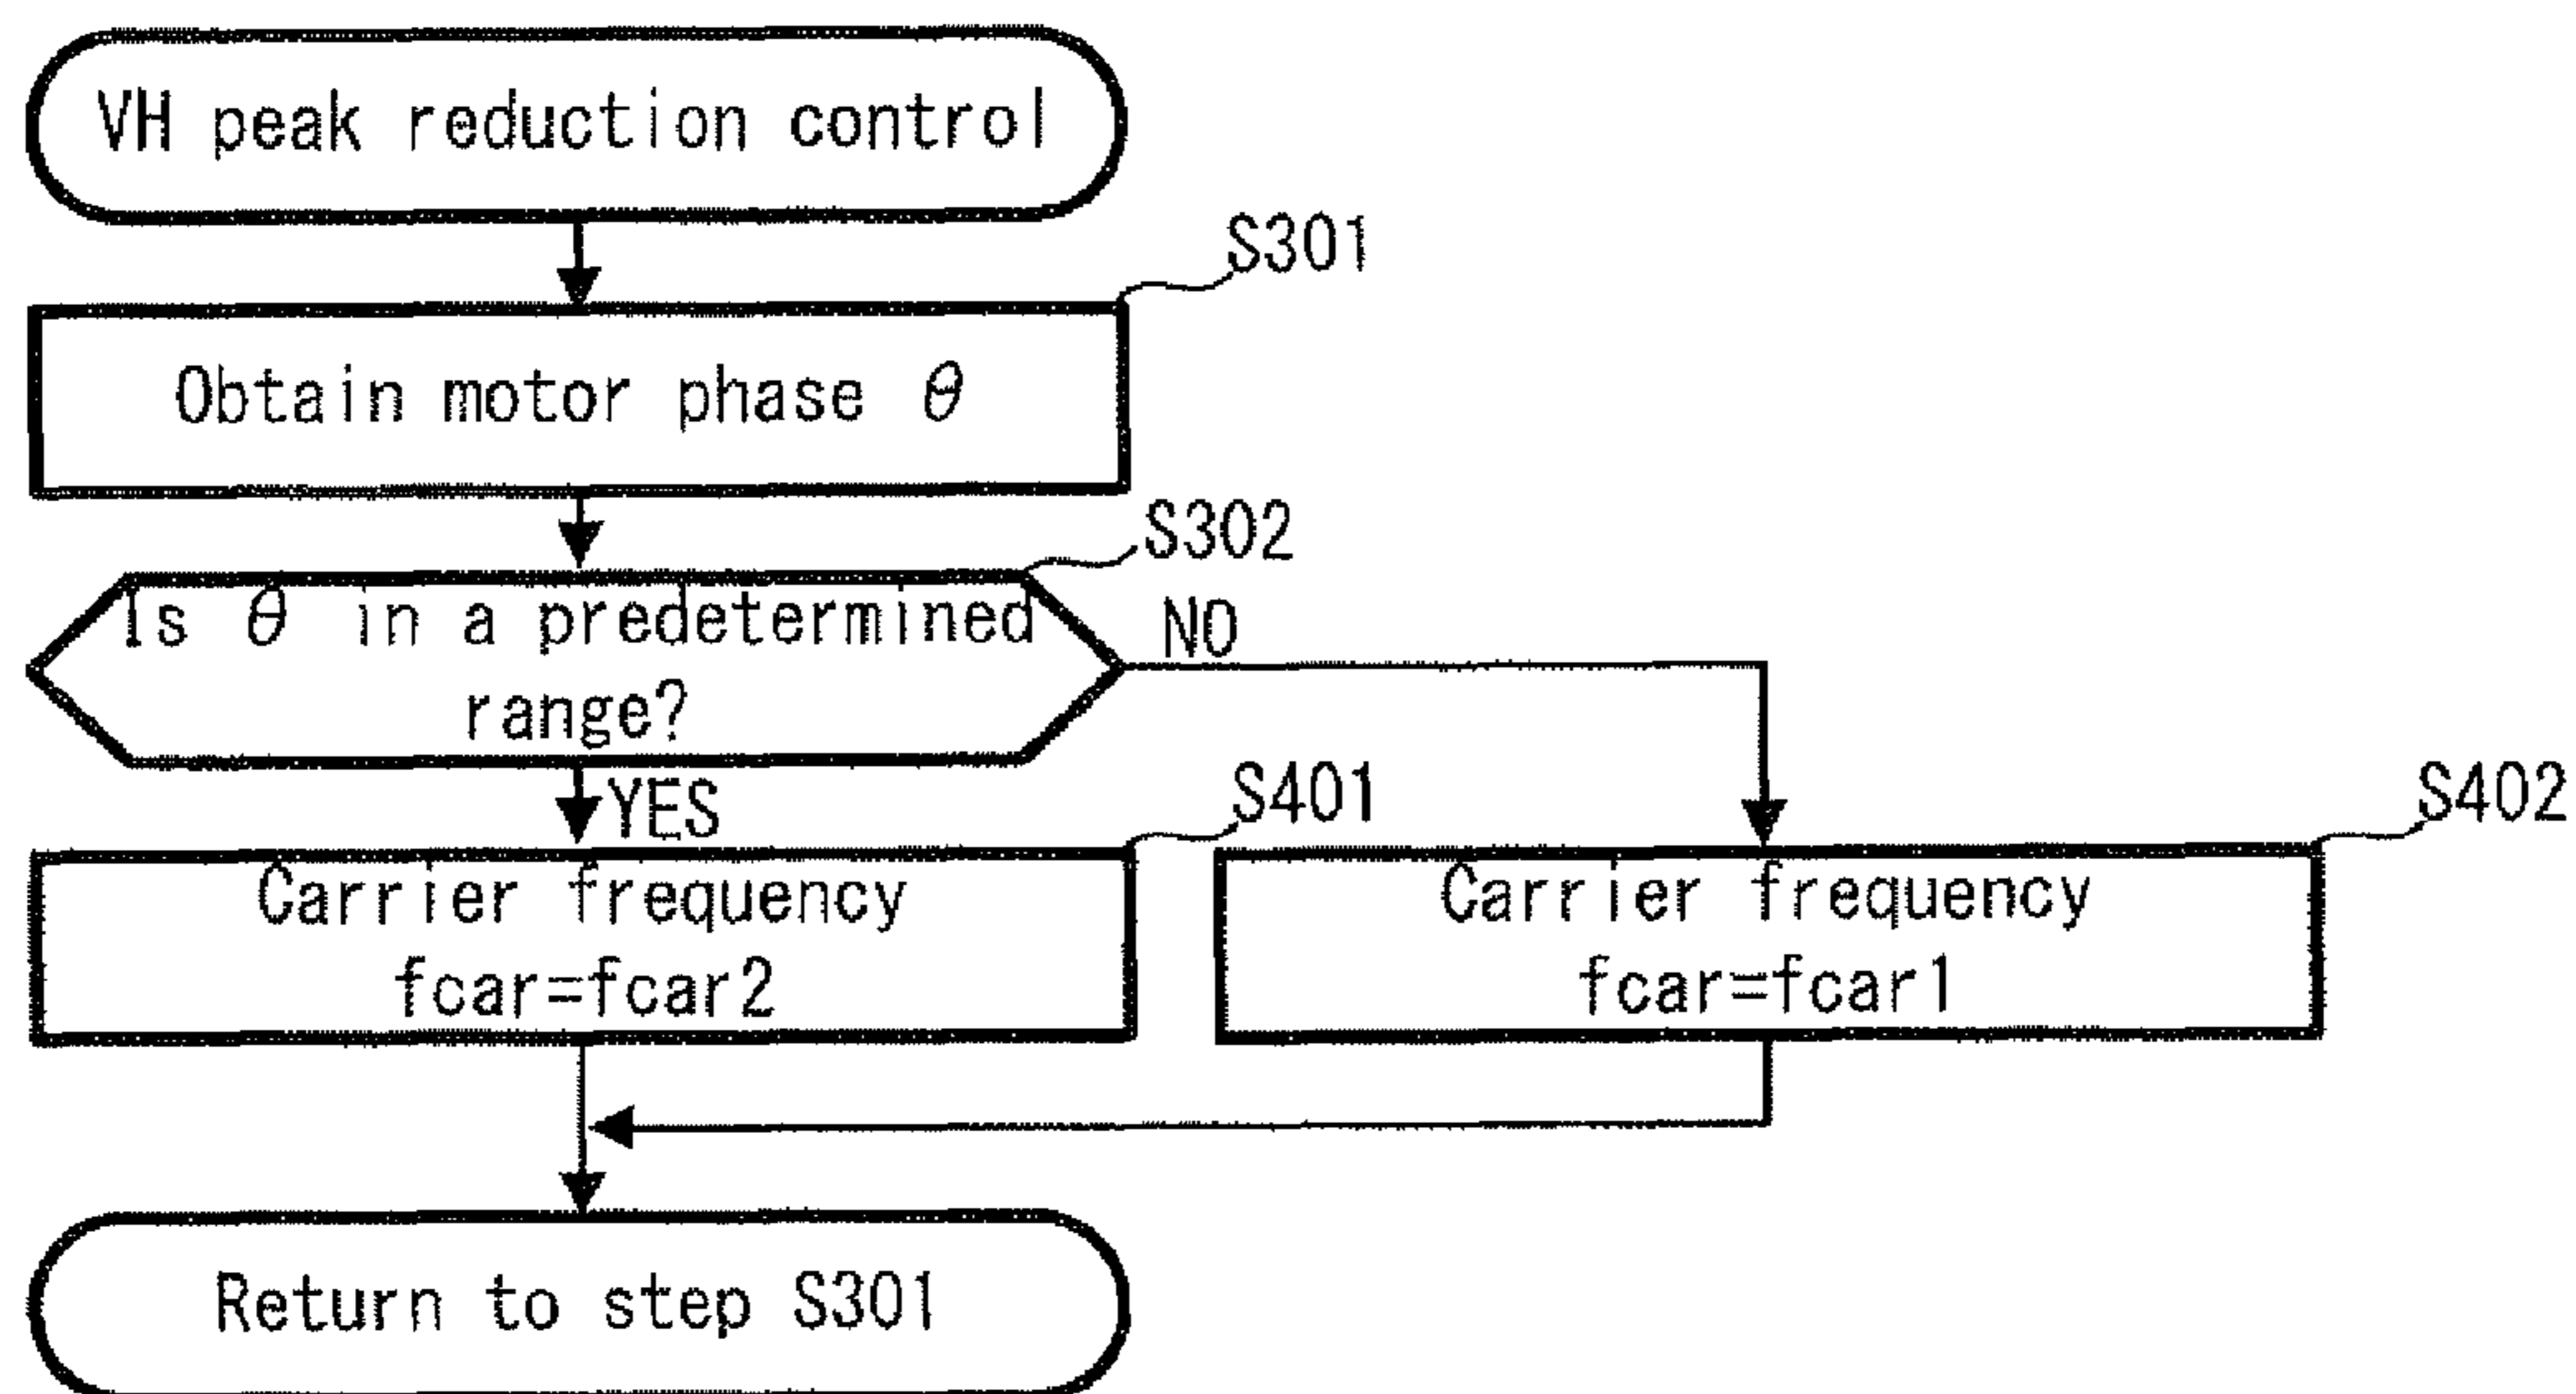 VH peak reduction control
S301
Obtain motor phase θ
S302
Is θ in a predetermined
range?
NO
YES
S401
Carrier frequency
fcar=fcar2
S402
Carrier frequency
fcar=fcar1
Return to step S301